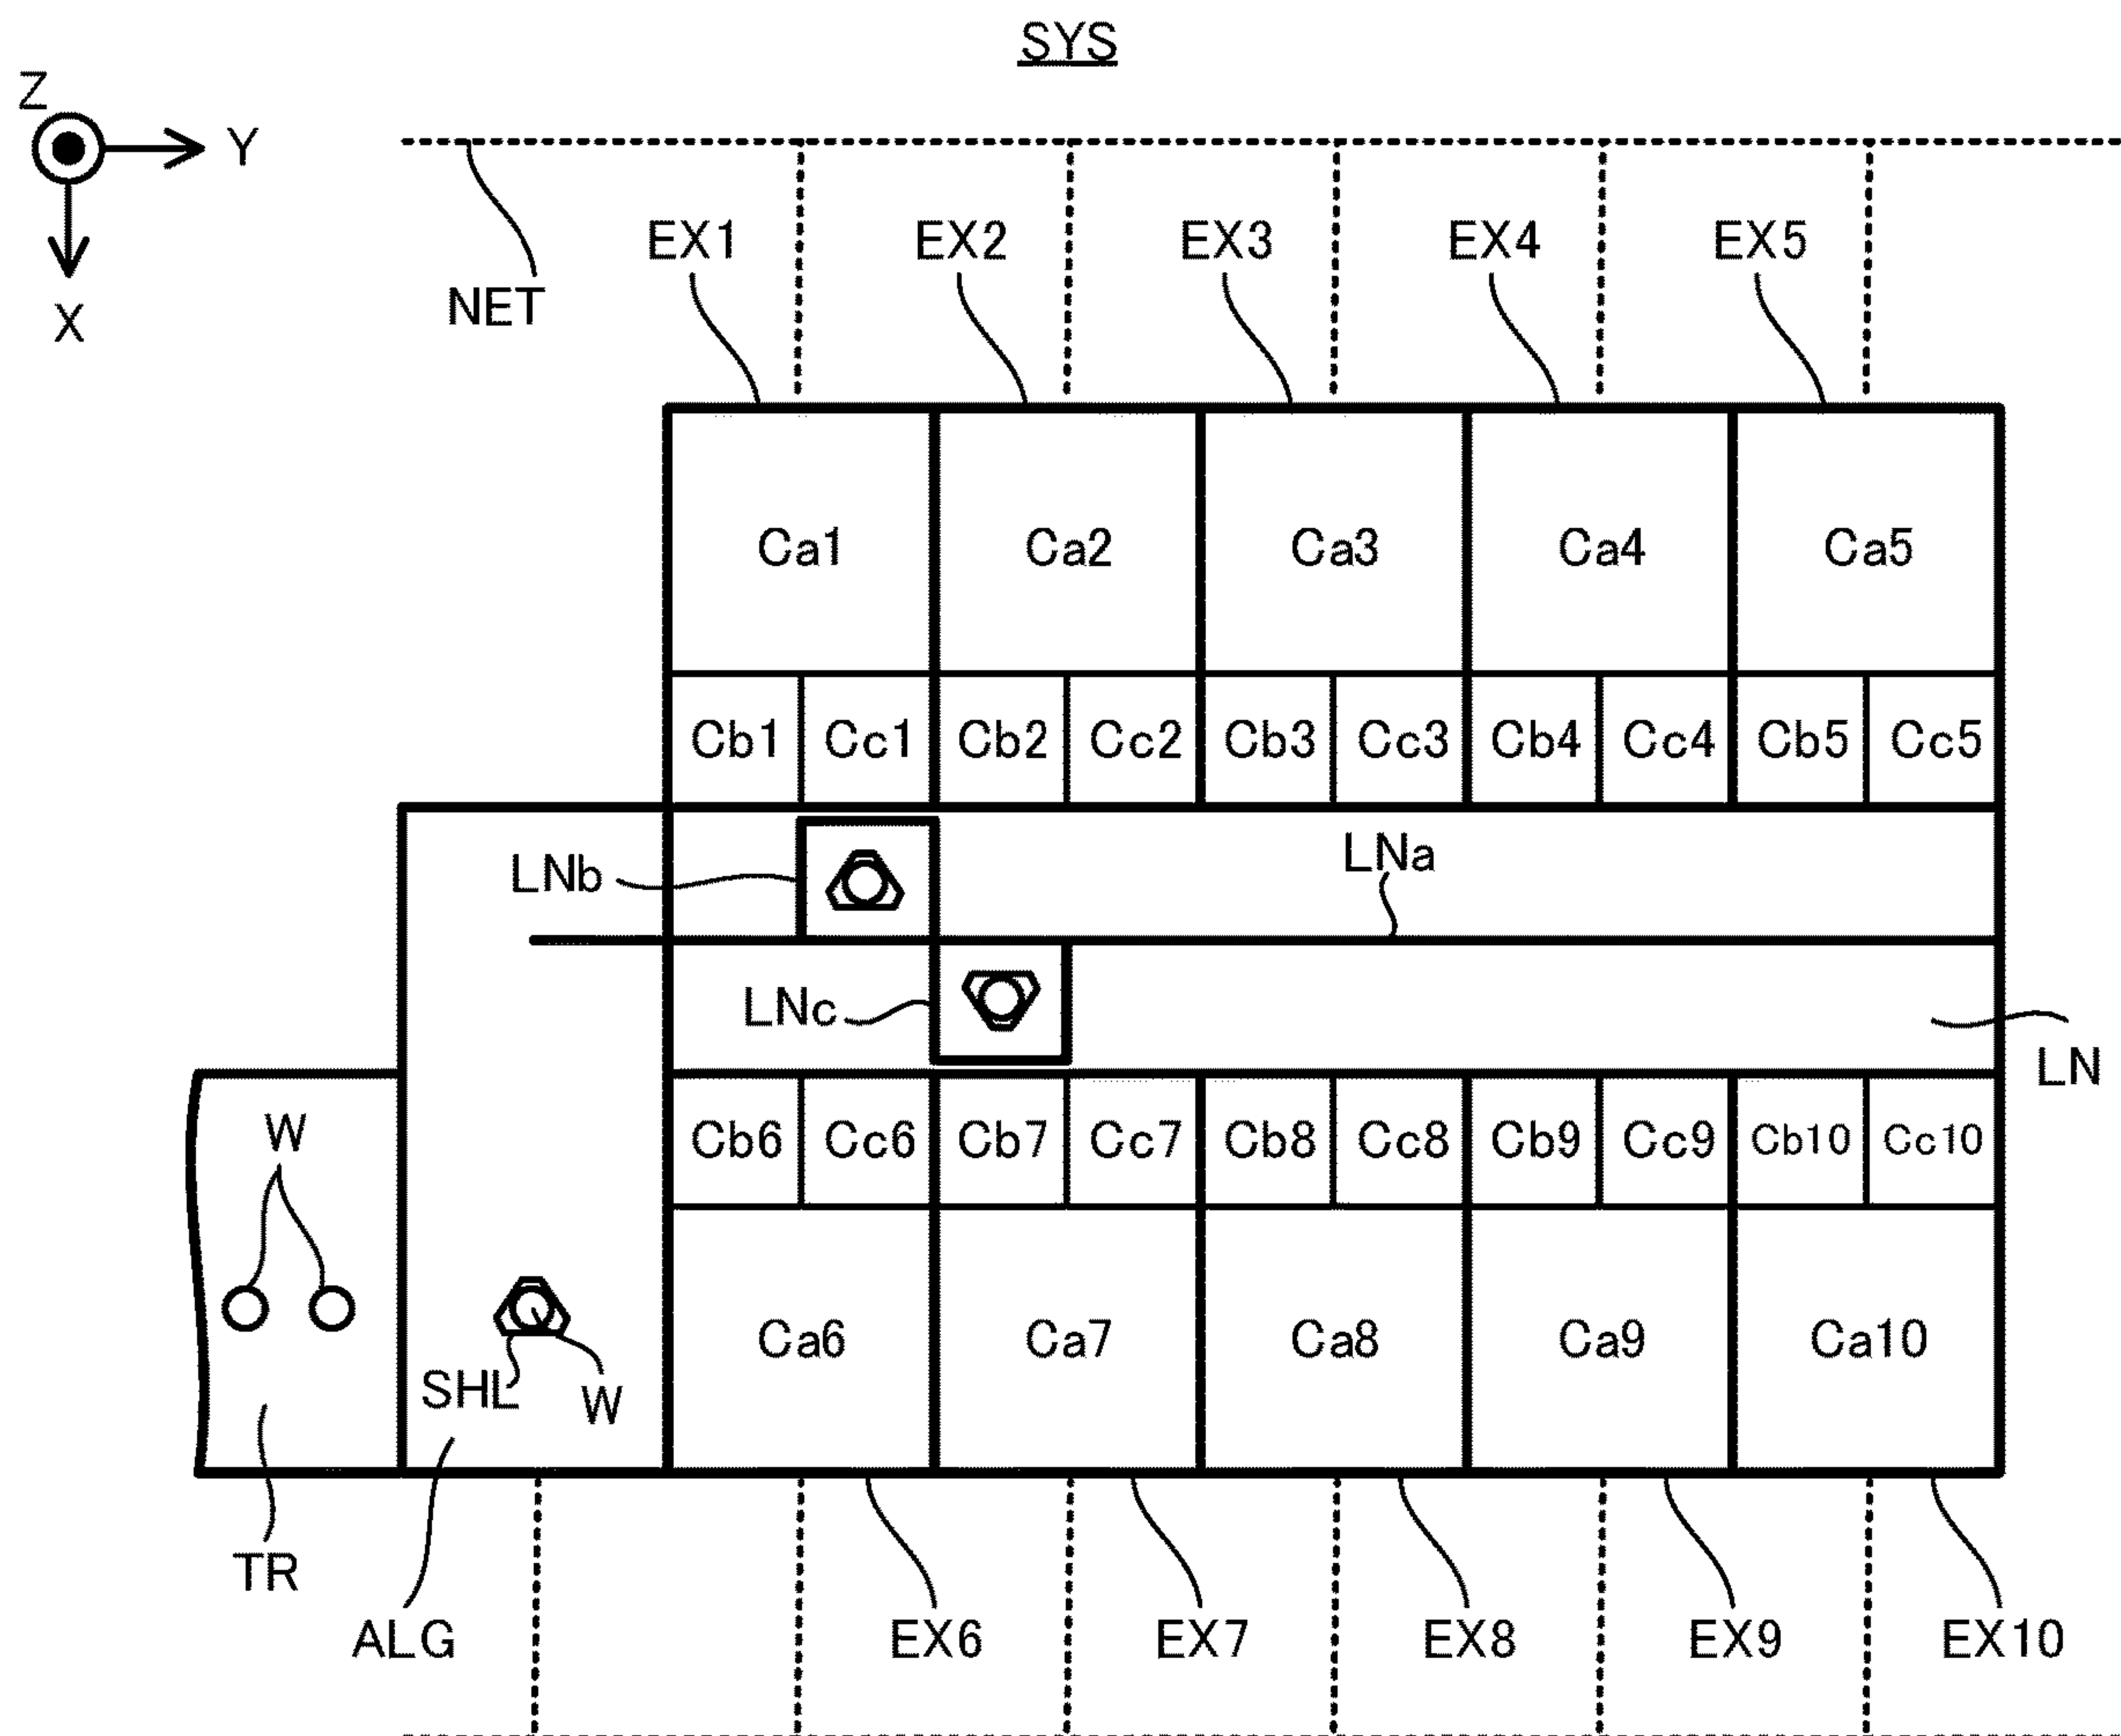 SYS
Z
Y
X
NET
EX1 EX2 EX3 EX4 EX5
Ca1 Ca2 Ca3 Ca4 Ca5
Cb1 Cc1 Cb2 Cc2 Cb3 Cc3 Cb4 Cc4 Cb5 Cc5
LNb LNa
LNc
LN
W
Cb6 Cc6 Cb7 Cc7 Cb8 Cc8 Cb9 Cc9 Cb10 Cc10
Ca6 Ca7 Ca8 Ca9 Ca10
SHL W
TR
ALG EX6 EX7 EX8 EX9 EX10